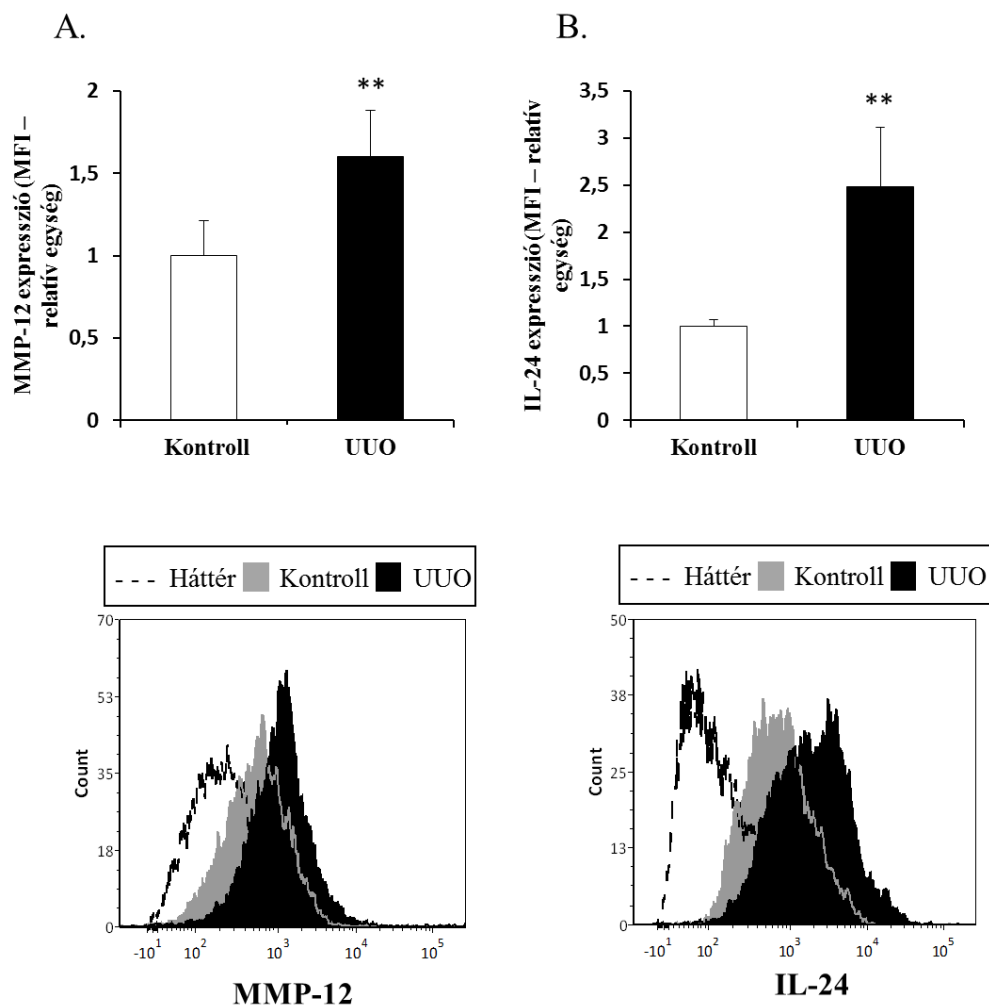 A.
MMP-12 expresszió (MFI –
relatív egység)
2
1,5
1
0,5
0
**
Kontroll
UUO
B.
IL-24 expresszió (MFI – relatív
egység)
3,5
3
2,5
2
1,5
1
0,5
0
**
Kontroll
UUO
Háttér Kontroll UUO
Count
70
53
35
18
0
-10¹ 10² 10³ 10⁴ 10⁵
MMP-12
Háttér Kontroll UUO
Count
50
38
25
13
0
-10¹ 10² 10³ 10⁴ 10⁵
IL-24